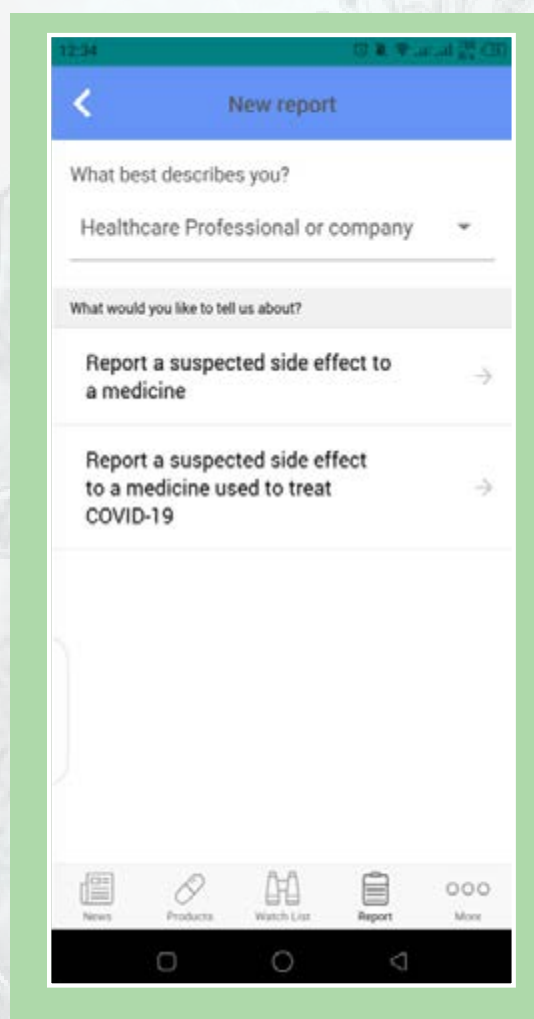 12:34
New report
What best describes you?
Healthcare Professional or company
What would you like to tell us about?
Report a suspected side effect to
a medicine
Report a suspected side effect
to a medicine used to treat
COVID-19
News
Products
Watch List
Report
More